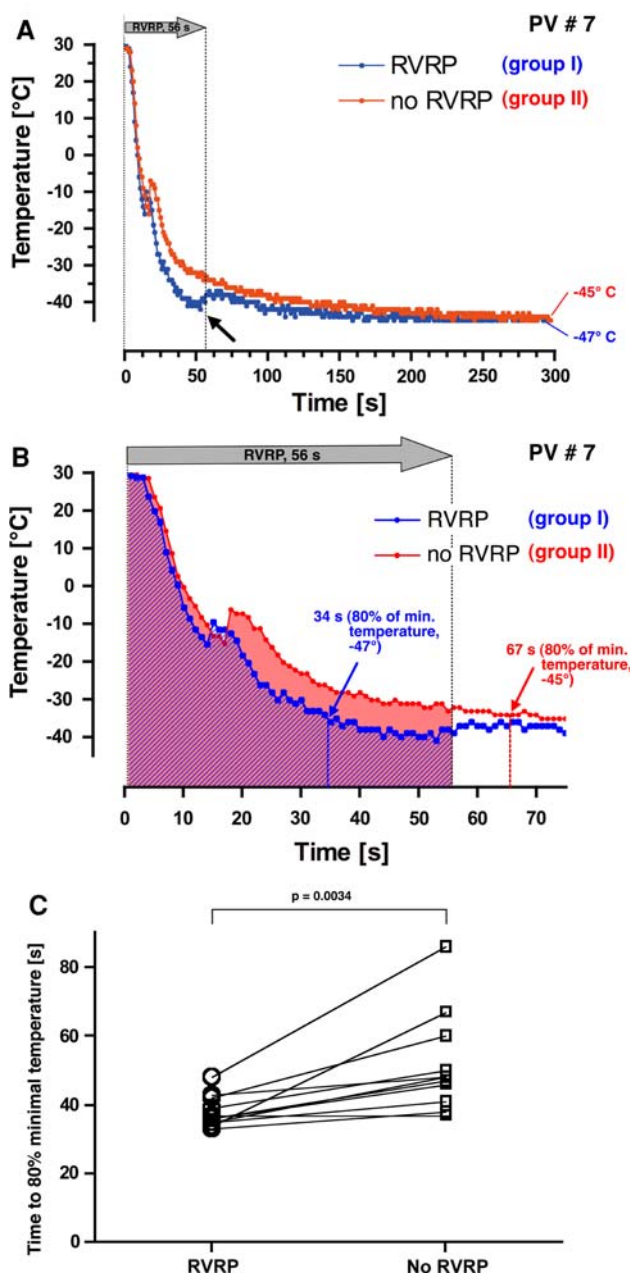 A
RVRP, 56 s
PV # 7
RVRP (group I)
no RVRP (group II)
Temperature [°C]
30
20
10
0
-10
-20
-30
-40
-45° C
-47° C
0 50 100 150 200 250 300
Time [s]
B
RVRP, 56 s
PV # 7
RVRP (group I)
no RVRP (group II)
Temperature [°C]
30
20
10
0
-10
-20
-30
-40
34 s (80% of min.
temperature,
-47°)
67 s (80% of min.
temperature,
-45°)
0 10 20 30 40 50 60 70
Time [s]
C
p = 0.0034
Time to 80% minimal temperature [s]
80
60
40
20
0
RVRP No RVRP